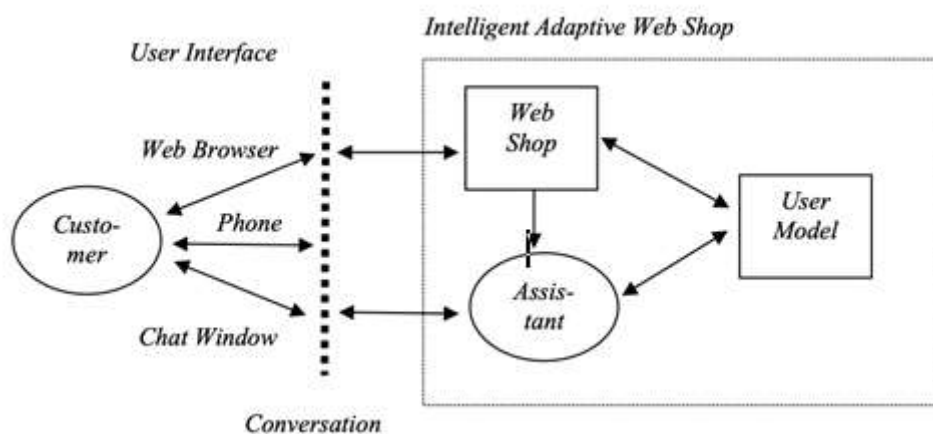 Intelligent Adaptive Web Shop
User Interface
Web
Shop
Web Browser
Custo-
mer
Phone
User
Model
Assis-
tant
Chat Window
Conversation